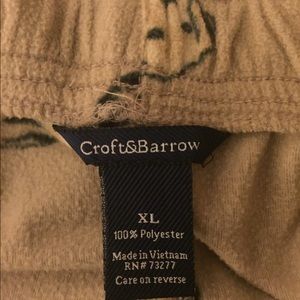 Croft&Barrow
XL
100% Polyester
Made in Vietnam
RN# 73277
Care on reverse